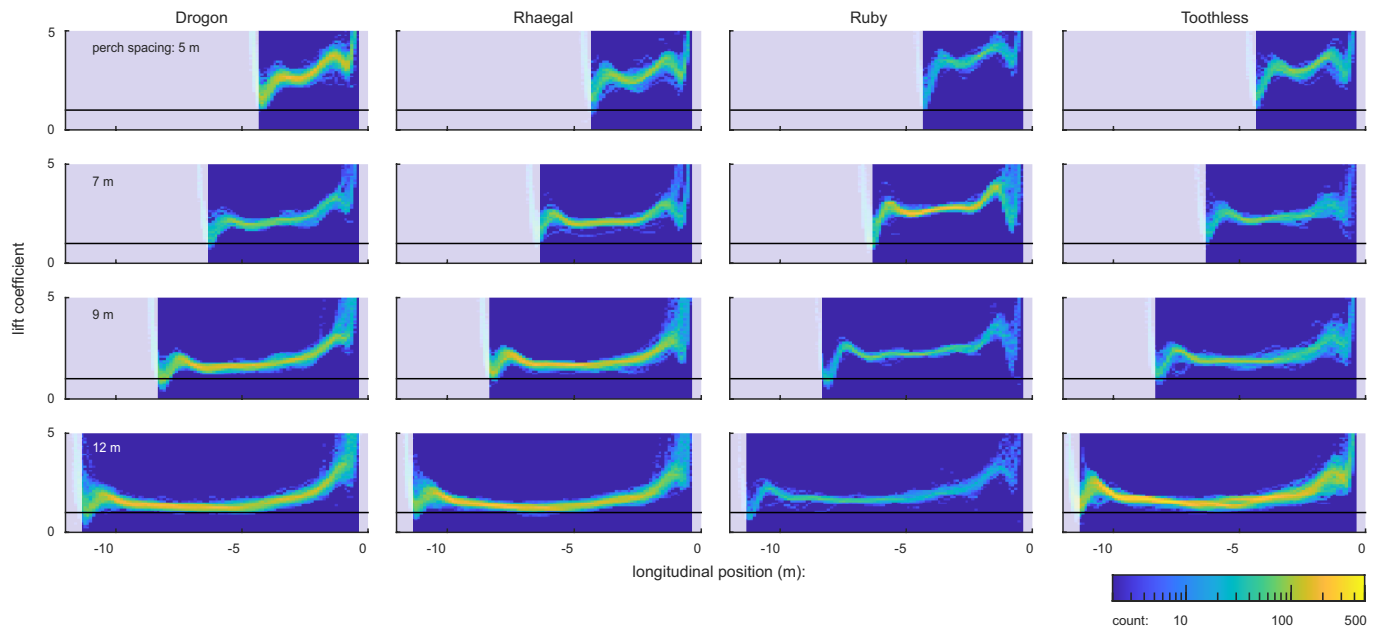 Drogon Rhaegal Ruby Toothless
5
perch spacing: 5 m
0
-10 -5 0
-10 -5 0
-10 -5 0
-10 -5 0
5
7 m
0
5
9 m
0
5
12 m
0
lift coefficient
longitudinal position (m):
count: 10 100 500